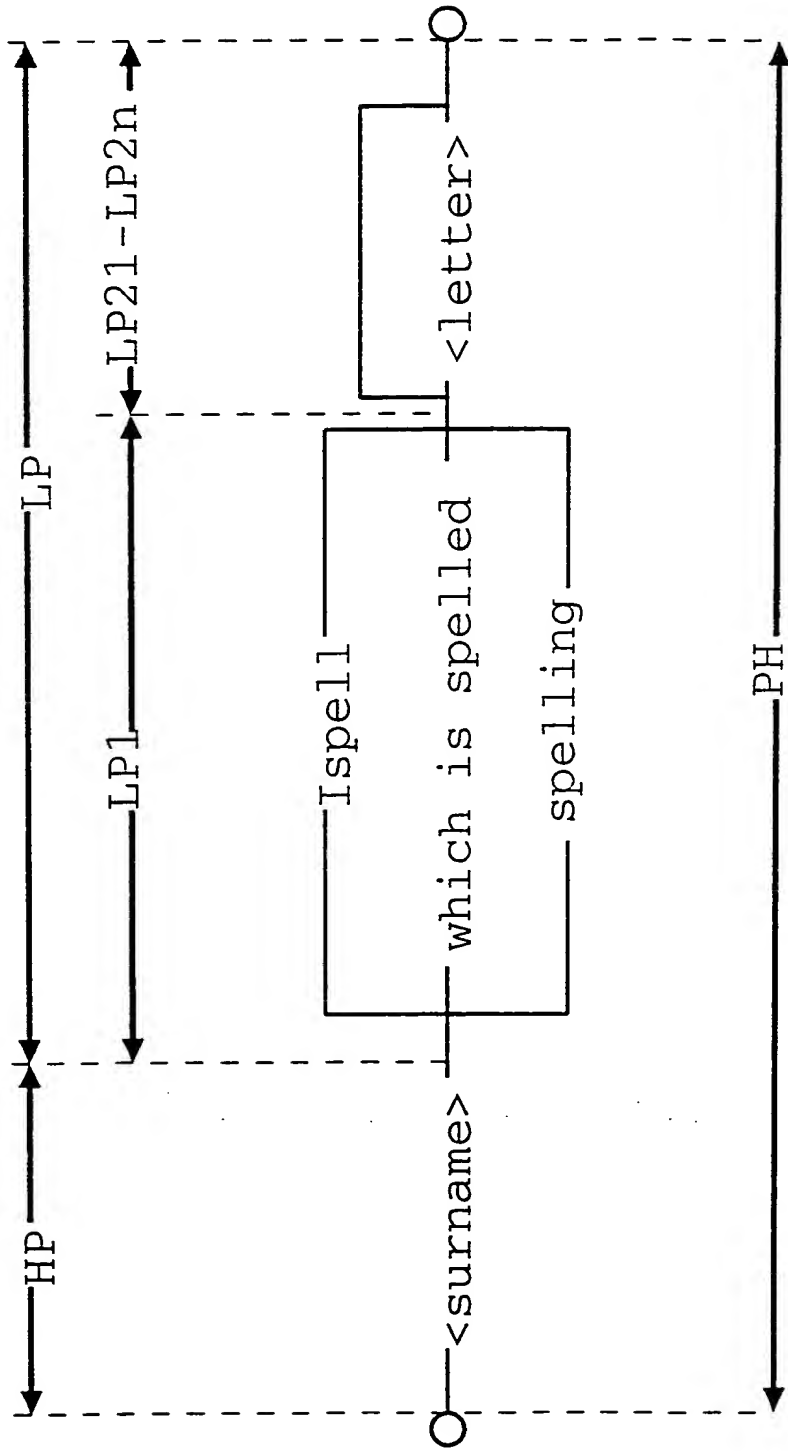 HP
LP
LP1
LP21-LP2n
Ispell
<surname>
which is spelled
<letter>
spelling
PH